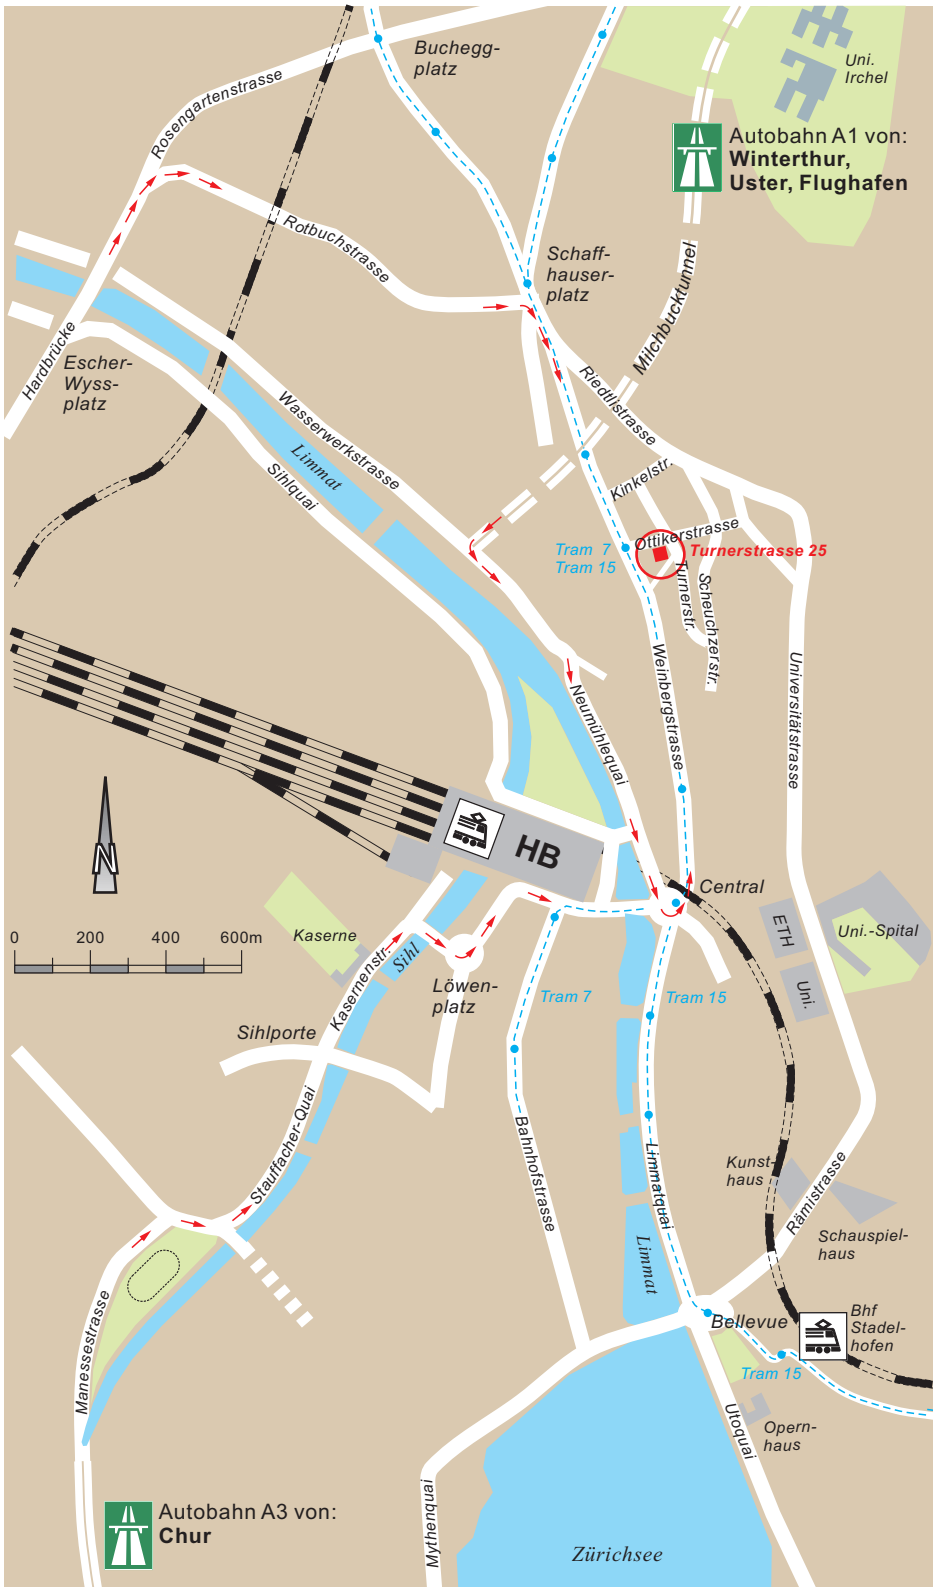 Buchegg-
platz
Uni.
Irchel
Rosengartenstrasse
Autobahn A1 von:
Winterthur,
Uster, Flughafen
Rotbuchstrasse
Schaff-
hauser-
platz
Milchbucktunnel
Hardbrücke
Escher-
Wyss-
platz
Riedtlistrasse
Wasserwerkstrasse
Limmat
Sihlquai
Kinkelstr.
Ottikerstrasse
Tram 7
Tram 15
Turnerstrasse 25
Turnerstr.
Scheuchzerstr.
Weinbergstrasse
Universitätstrasse
Neumühlequai
HB
N
Central
0 200 400 600m
Kaserne
Kasernenstr.
Sihl
ETH
Uni.
Uni.-Spital
Löwen-
platz
Tram 7
Tram 15
Sihlporte
Stauffacher-Quai
Bahnhofstrasse
Limmatquai
Kunst-
haus
Rämistrasse
Schauspiel-
haus
Limmat
Manessestrasse
Bellevue
Bhf
Stadel-
hofen
Tram 15
Utoquai
Opern-
haus
Mythenquai
Autobahn A3 von:
Chur
Zürichsee